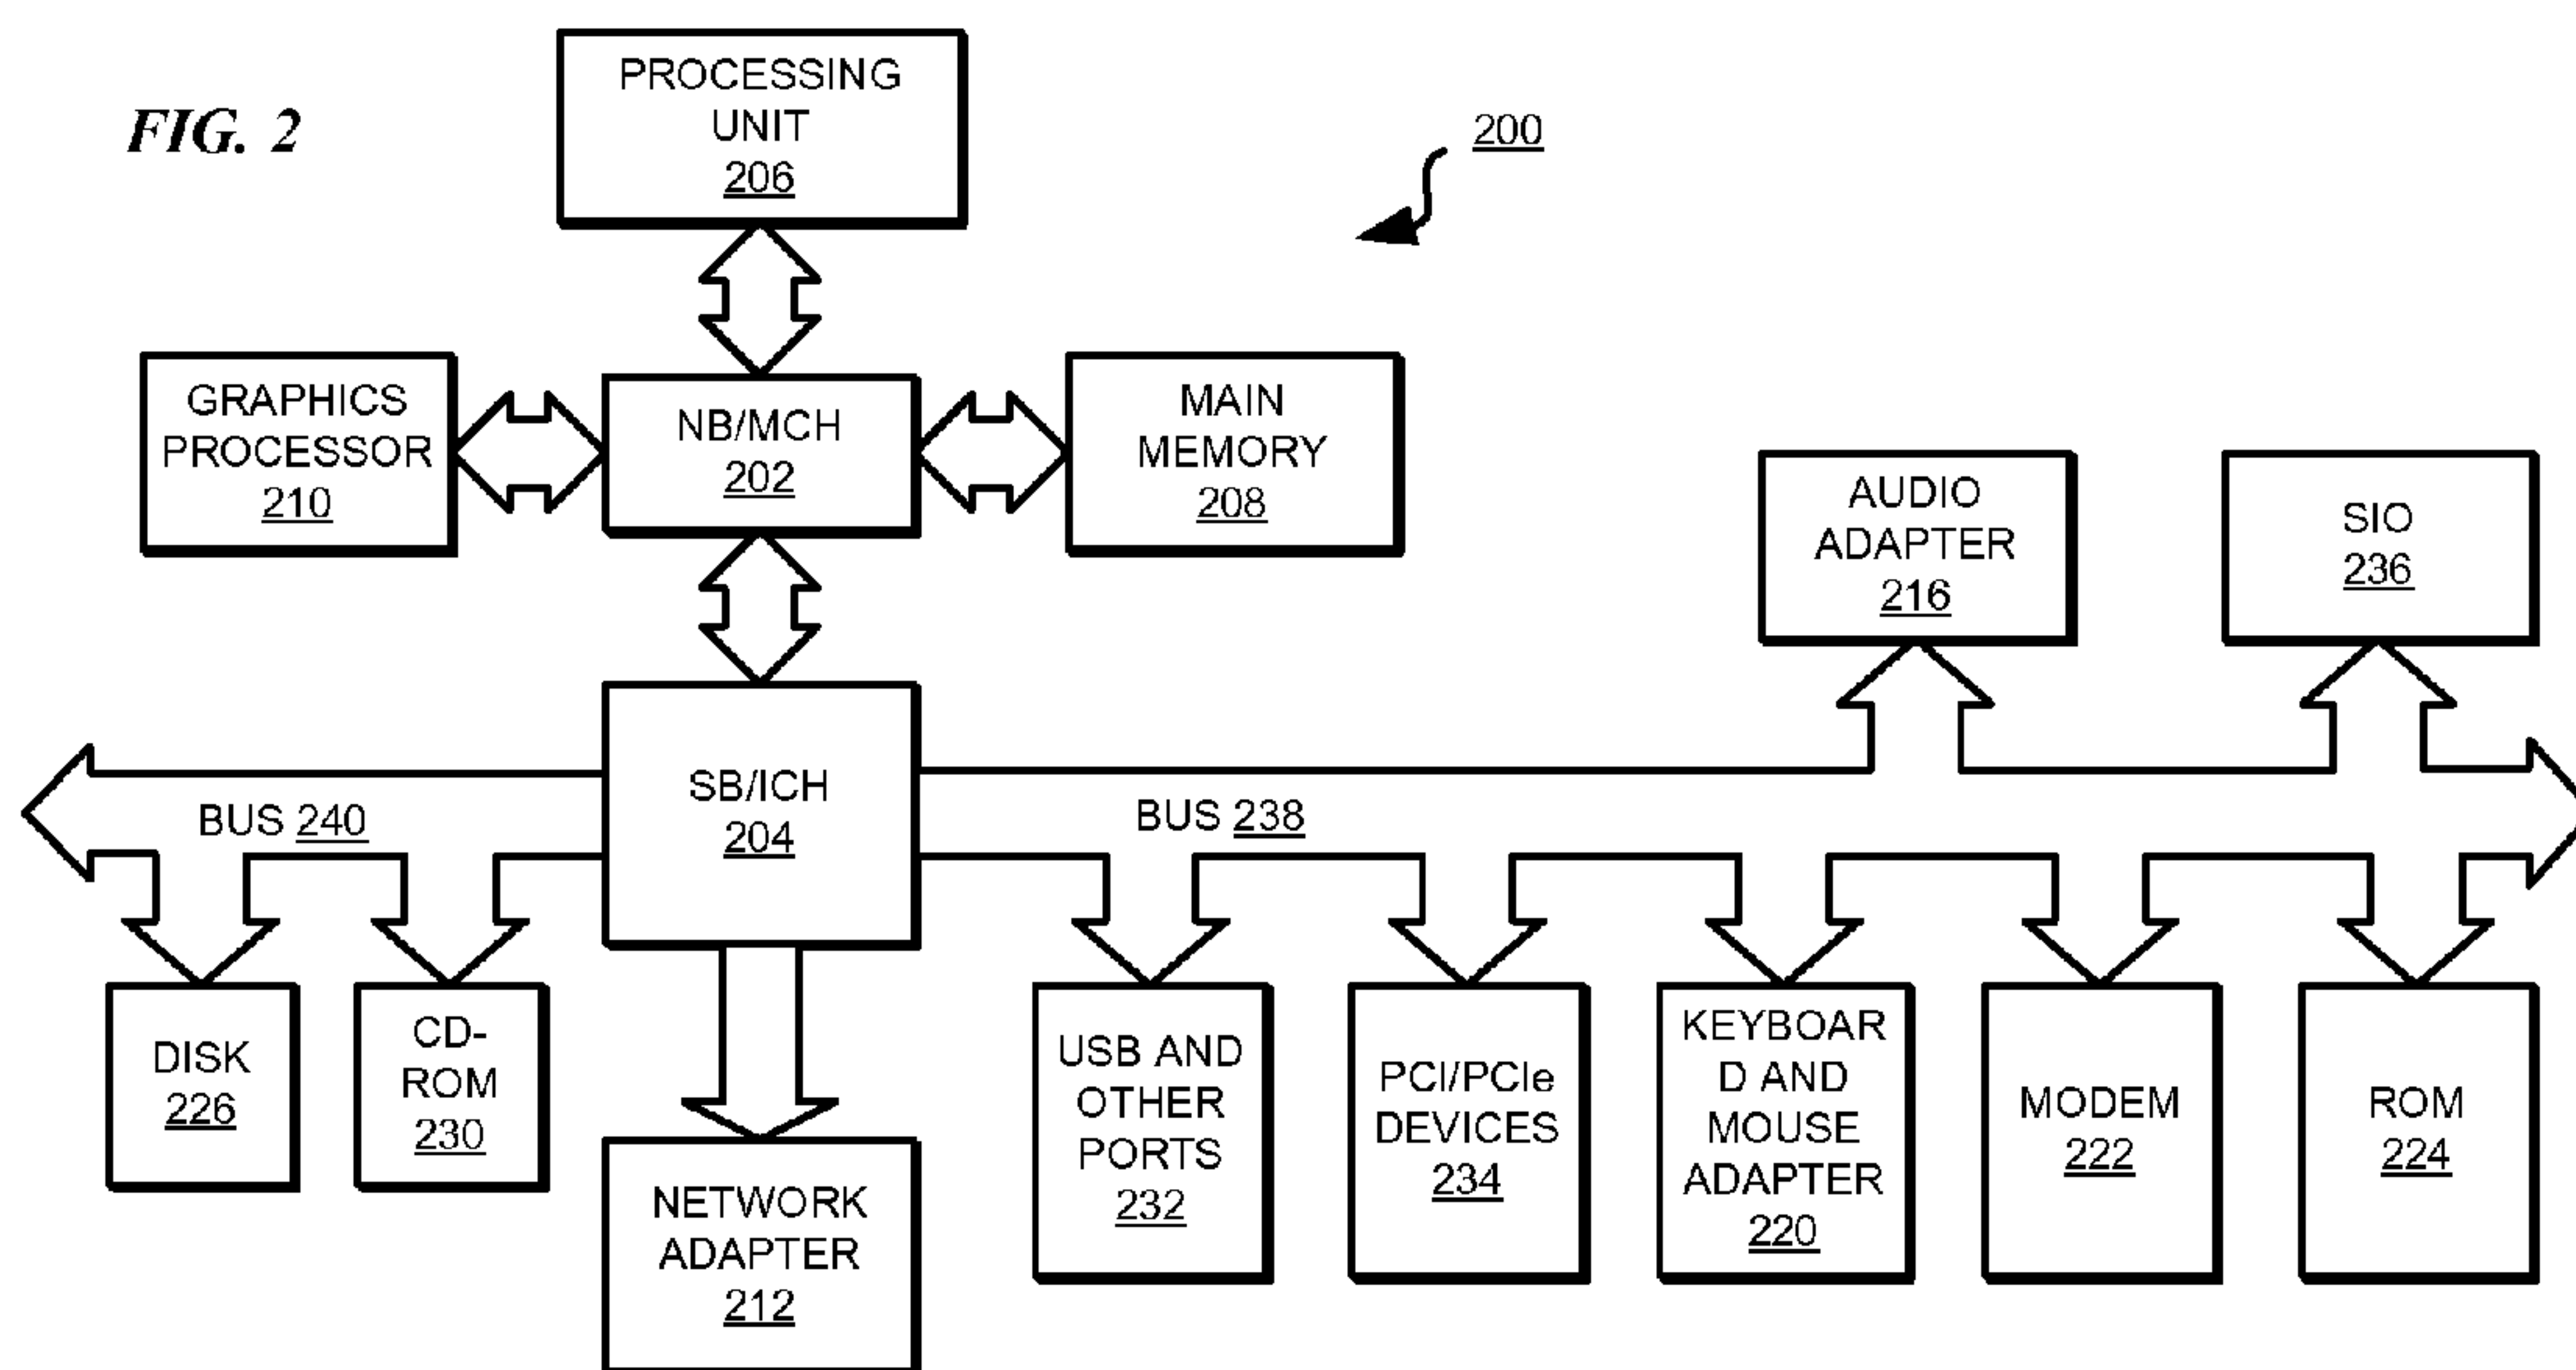 FIG. 2
PROCESSING
UNIT
206
200
GRAPHICS
PROCESSOR
210
NB/MCH
202
MAIN
MEMORY
208
AUDIO
ADAPTER
216
SIO
236
SB/ICH
204
BUS 240
BUS 238
DISK
226
CD-
ROM
230
NETWORK
ADAPTER
212
USB AND
OTHER
PORTS
232
PCI/PCIe
DEVICES
234
KEYBOAR
D AND
MOUSE
ADAPTER
220
MODEM
222
ROM
224